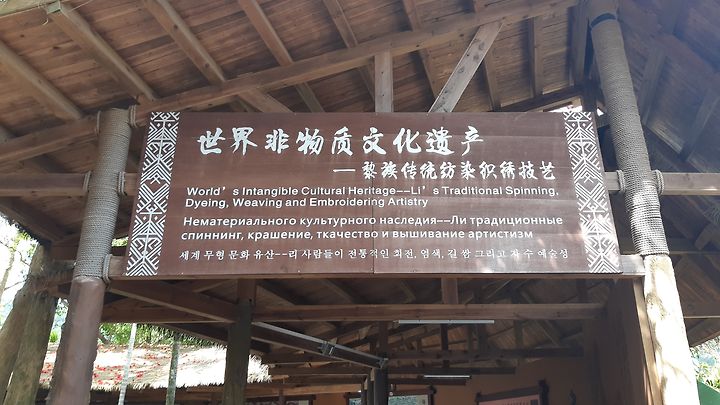 世界非物质文化遗产
—黎族传统纺染织绣技艺
World's Intangible Cultural Heritage--Li's Traditional Spinning,
Dyeing, Weaving and Embroidering Artistry
Нематериального культурного наследия--Ли традиционные
спиннинг, крашение, ткачество и вышивание артистизм
세계 무형 문화 유산--리 사람들이 전통적인 회전, 염색, 길 쌈 그리고 자 수 예술성